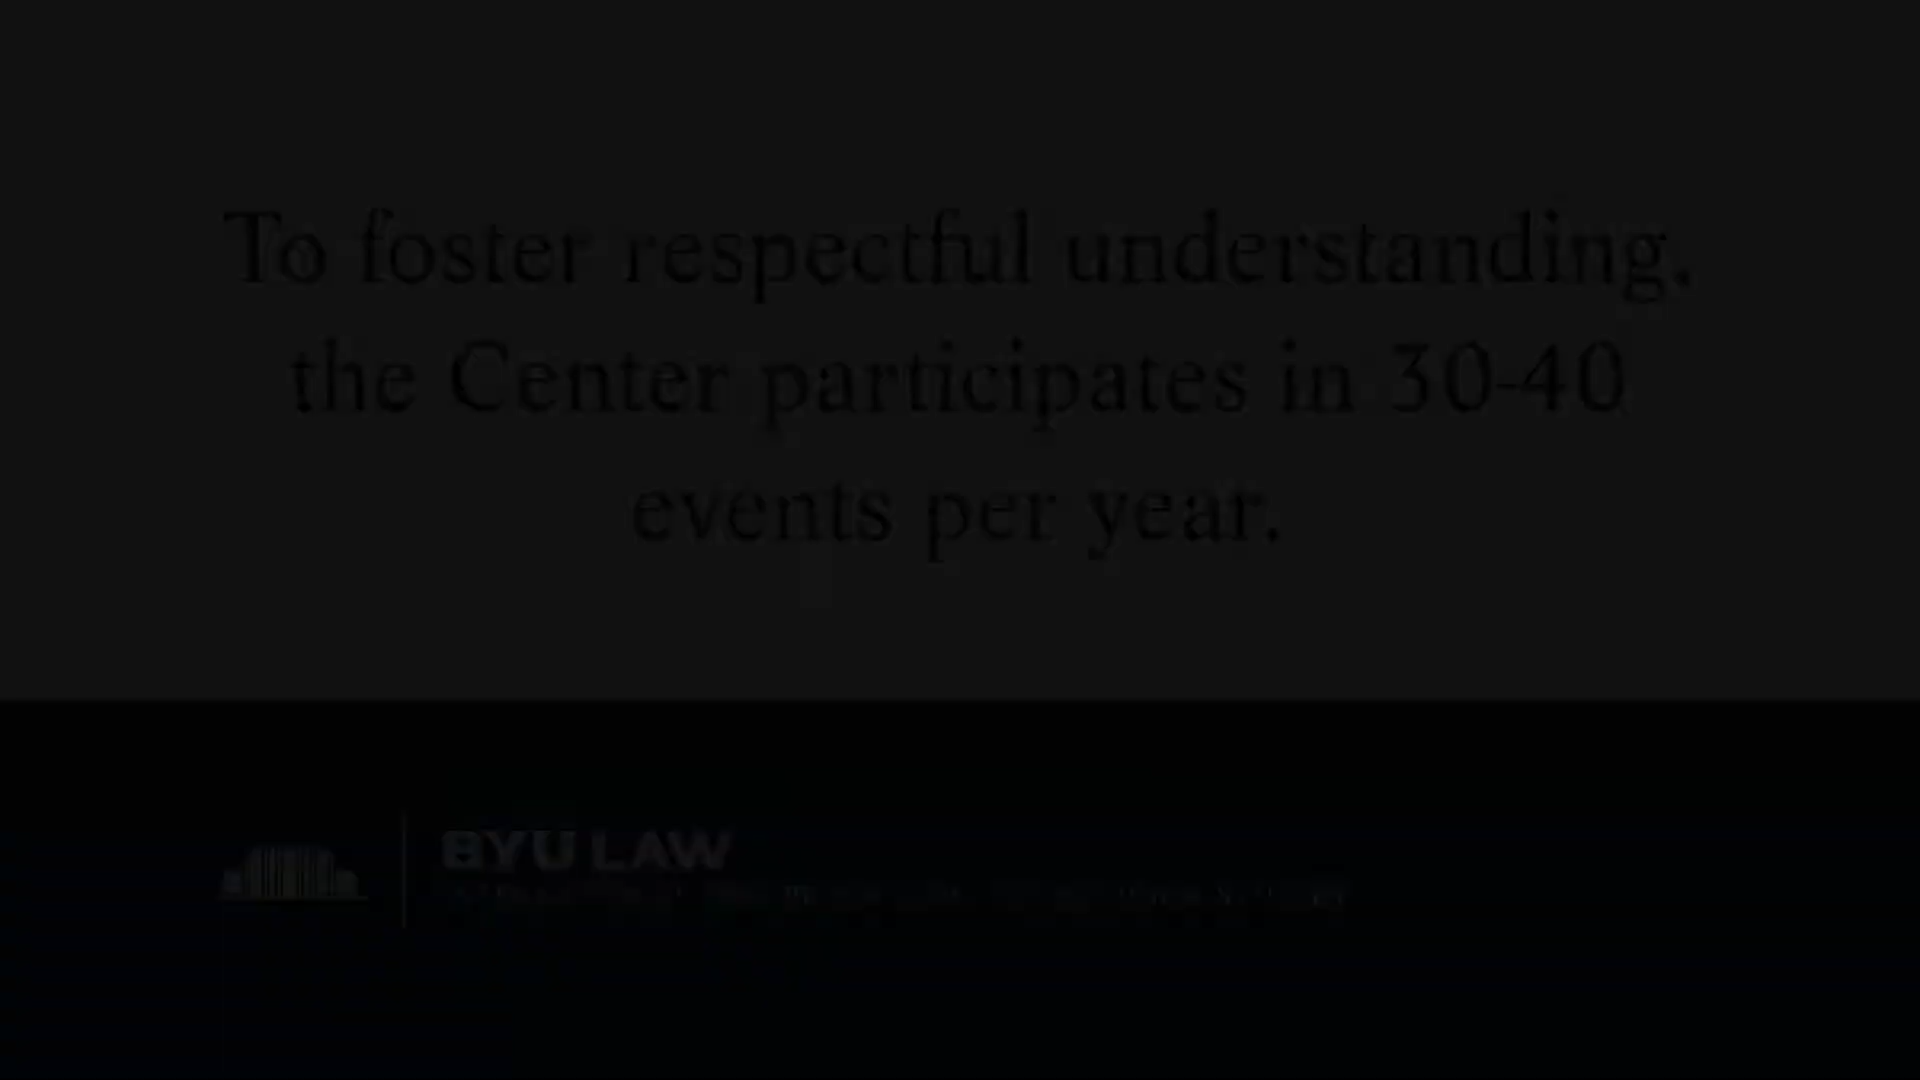 To foster respectful understanding,
the Center participates in 30-40
events per year.
BYU LAW